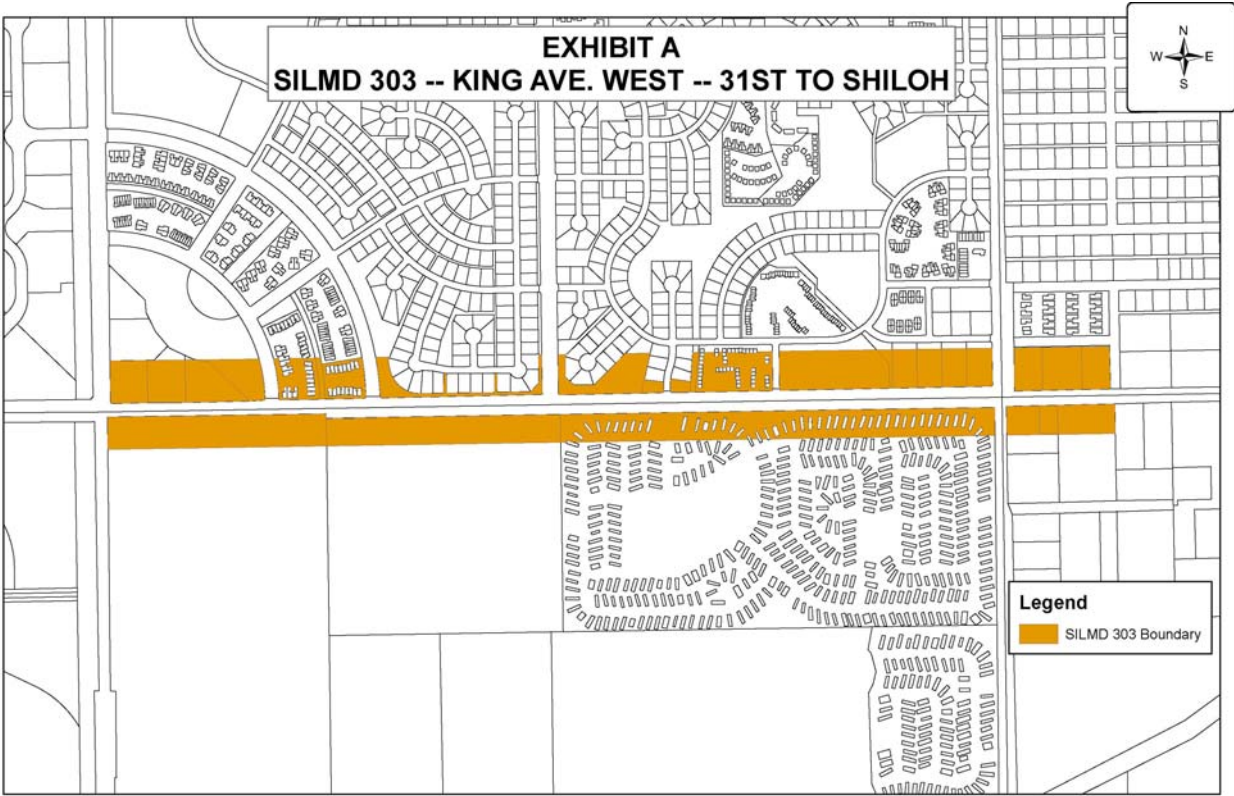 EXHIBIT A
SILMD 303 -- KING AVE. WEST -- 31ST TO SHILOH
N
W E
S
Legend
SILMD 303 Boundary